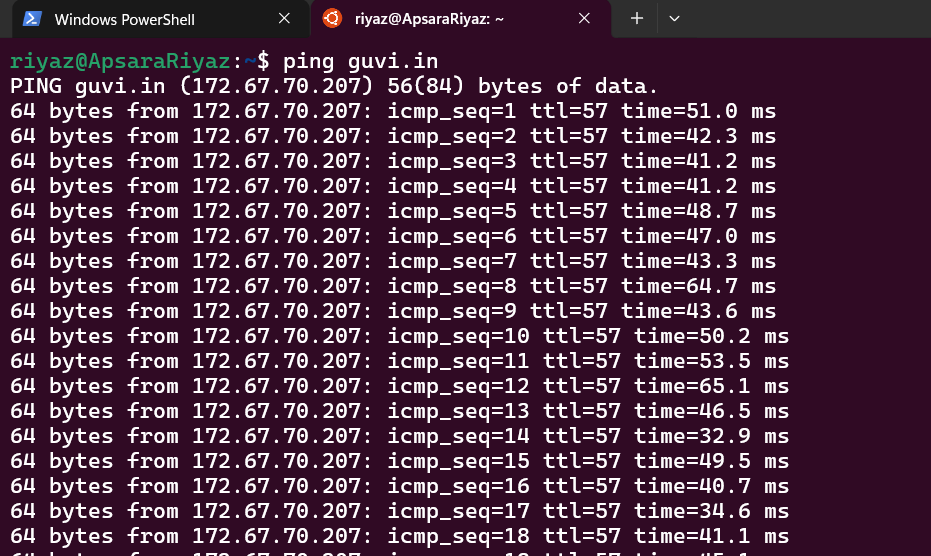 Windows PowerShell
riyaz@ApsaraRiyaz: ~
riyaz@ApsaraRiyaz:~$ ping guvi.in
PING guvi.in (172.67.70.207) 56(84) bytes of data.
64 bytes from 172.67.70.207: icmp_seq=1 ttl=57 time=51.0 ms
64 bytes from 172.67.70.207: icmp_seq=2 ttl=57 time=42.3 ms
64 bytes from 172.67.70.207: icmp_seq=3 ttl=57 time=41.2 ms
64 bytes from 172.67.70.207: icmp_seq=4 ttl=57 time=41.2 ms
64 bytes from 172.67.70.207: icmp_seq=5 ttl=57 time=48.7 ms
64 bytes from 172.67.70.207: icmp_seq=6 ttl=57 time=47.0 ms
64 bytes from 172.67.70.207: icmp_seq=7 ttl=57 time=43.3 ms
64 bytes from 172.67.70.207: icmp_seq=8 ttl=57 time=64.7 ms
64 bytes from 172.67.70.207: icmp_seq=9 ttl=57 time=43.6 ms
64 bytes from 172.67.70.207: icmp_seq=10 ttl=57 time=50.2 ms
64 bytes from 172.67.70.207: icmp_seq=11 ttl=57 time=53.5 ms
64 bytes from 172.67.70.207: icmp_seq=12 ttl=57 time=65.1 ms
64 bytes from 172.67.70.207: icmp_seq=13 ttl=57 time=46.5 ms
64 bytes from 172.67.70.207: icmp_seq=14 ttl=57 time=32.9 ms
64 bytes from 172.67.70.207: icmp_seq=15 ttl=57 time=49.5 ms
64 bytes from 172.67.70.207: icmp_seq=16 ttl=57 time=40.7 ms
64 bytes from 172.67.70.207: icmp_seq=17 ttl=57 time=34.6 ms
64 bytes from 172.67.70.207: icmp_seq=18 ttl=57 time=41.1 ms